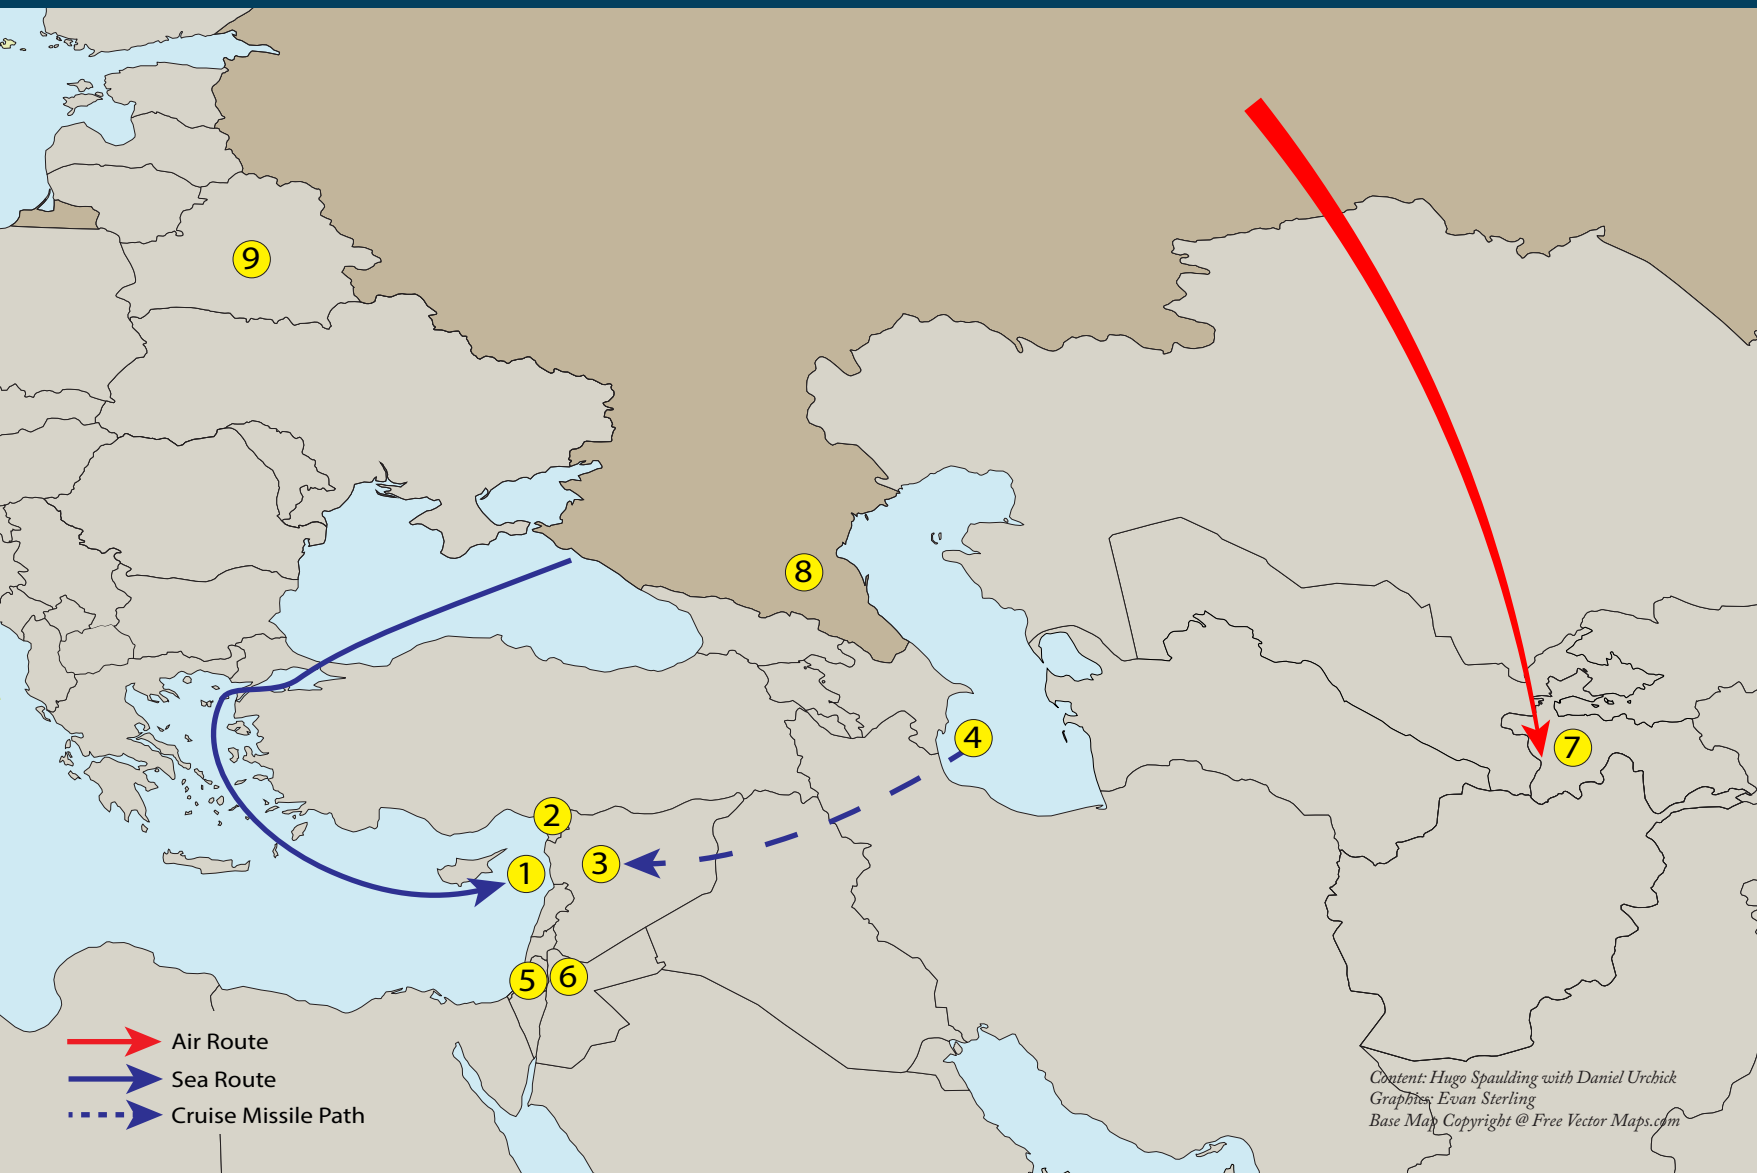 9
8
4
7
2
3
1
5
6
Air Route
Sea Route
Cruise Missile Path
Content: Hugo Spaulding with Daniel Urchick
Graphics: Evan Sterling
Base Map Copyright @ Free Vector Maps.com